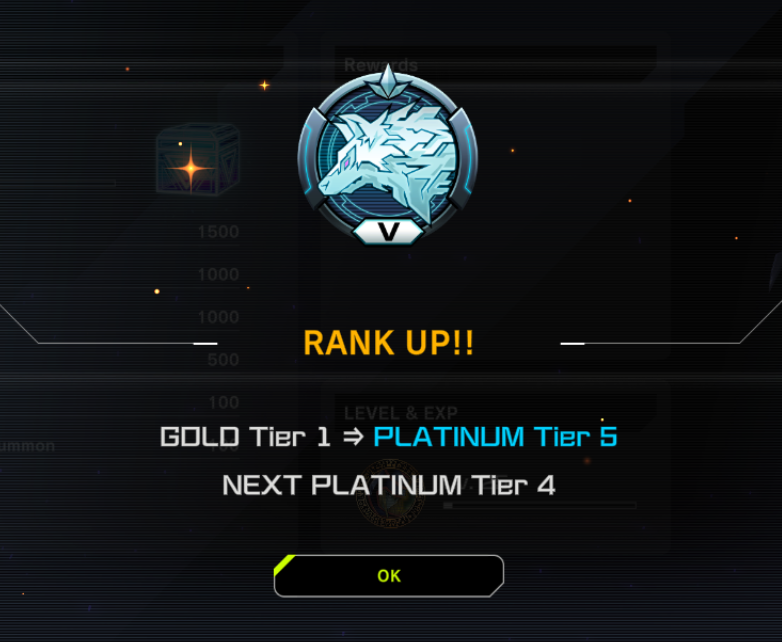 Rewards
V
1500
1000
1000
RANK UP!!
500
100
LEVEL & EXP
GOLD Tier 1 ⇒ PLATINUM Tier 5
ummon
NEXT PLATINUM Tier 4
OK